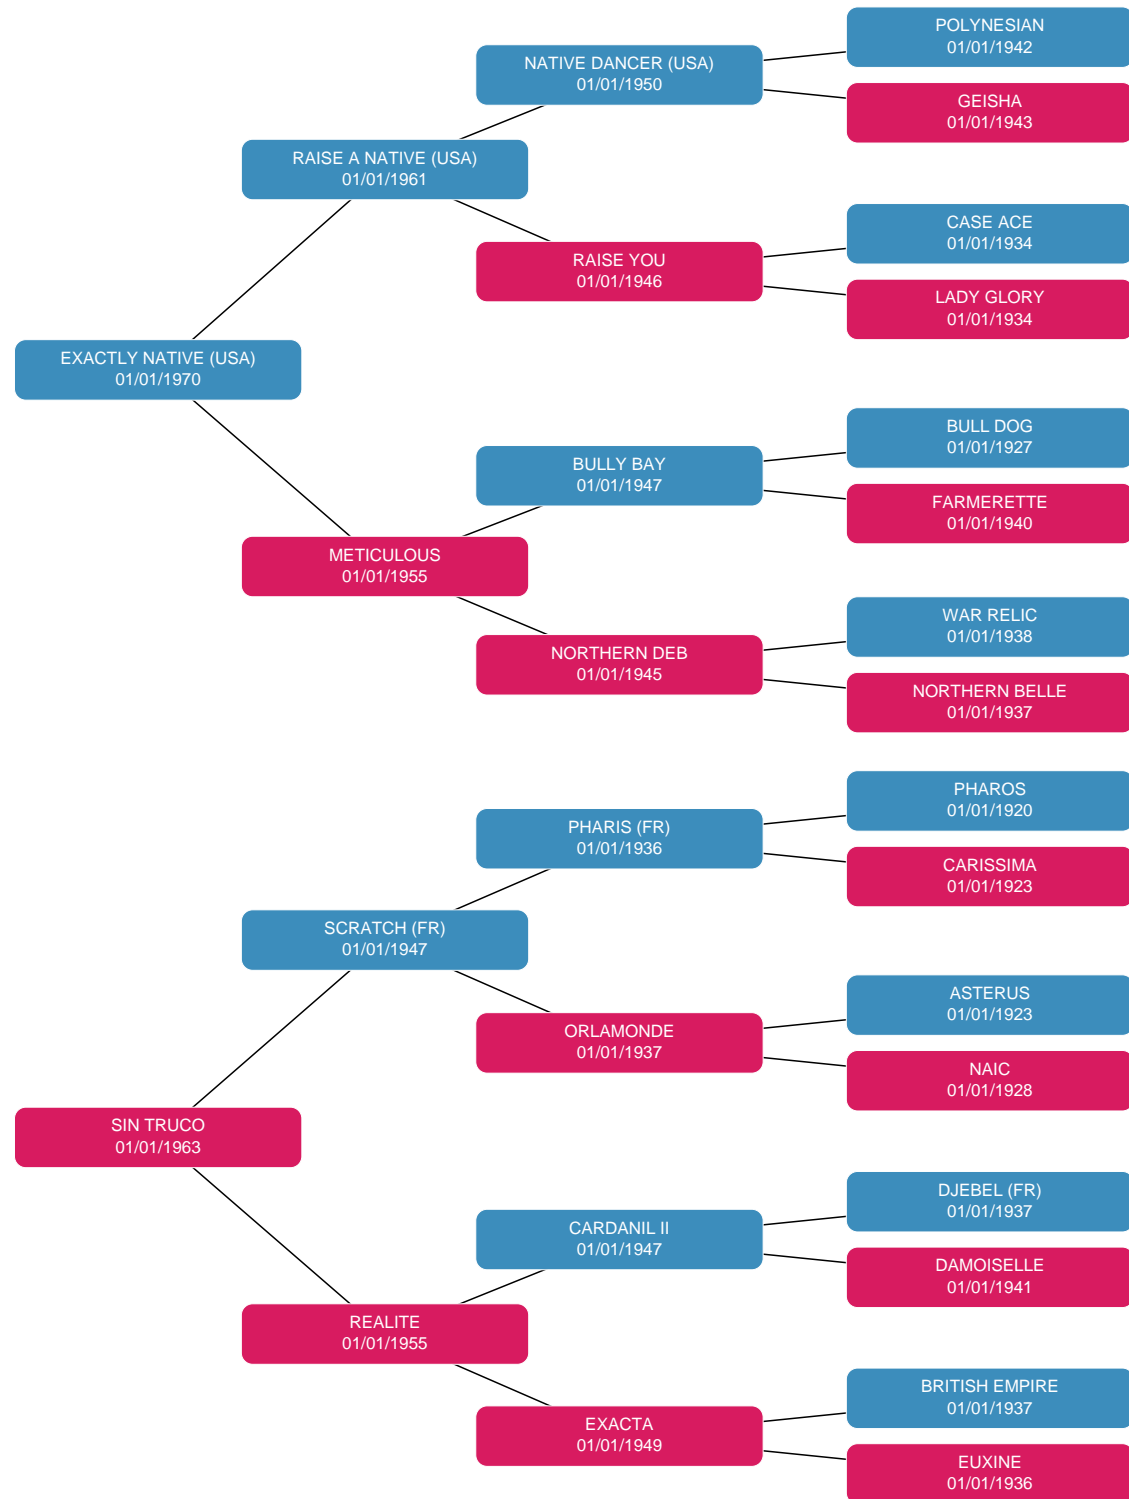 POLYNESIAN
01/01/1942
NATIVE DANCER (USA)
01/01/1950
GEISHA
01/01/1943
RAISE A NATIVE (USA)
01/01/1961
CASE ACE
01/01/1934
RAISE YOU
01/01/1946
LADY GLORY
01/01/1934
EXACTLY NATIVE (USA)
01/01/1970
BULL DOG
01/01/1927
BULLY BAY
01/01/1947
FARMERETTE
01/01/1940
METICULOUS
01/01/1955
WAR RELIC
01/01/1938
NORTHERN DEB
01/01/1945
NORTHERN BELLE
01/01/1937
PHAROS
01/01/1920
PHARIS (FR)
01/01/1936
CARISSIMA
01/01/1923
SCRATCH (FR)
01/01/1947
ASTERUS
01/01/1923
ORLAMONDE
01/01/1937
NAIC
01/01/1928
SIN TRUCO
01/01/1963
DJEBEL (FR)
01/01/1937
CARDANIL II
01/01/1947
DAMOISELLE
01/01/1941
REALITE
01/01/1955
BRITISH EMPIRE
01/01/1937
EXACTA
01/01/1949
EUXINE
01/01/1936